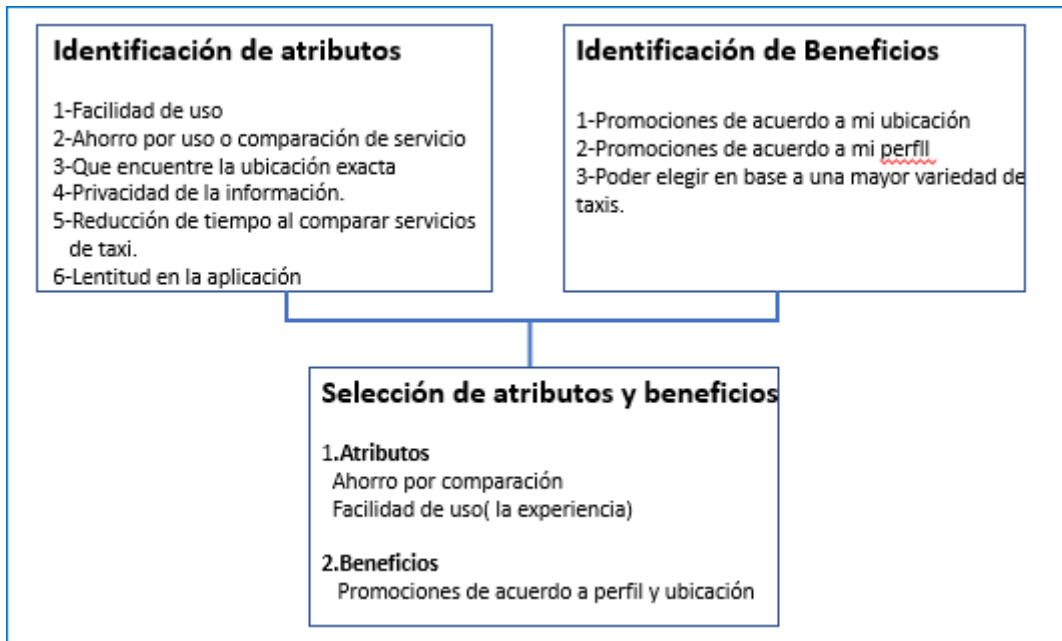 Identificación de atributos
1-Facilidad de uso
2-Ahorro por uso o comparación de servicio
3-Que encuentre la ubicación exacta
4-Privacidad de la información.
5-Reducción de tiempo al comparar servicios
de taxi.
6-Lentitud en la aplicación
Identificación de Beneficios
1-Promociones de acuerdo a mi ubicación
2-Promociones de acuerdo a mi perfll
3-Poder elegir en base a una mayor variedad de
taxis.
Selección de atributos y beneficios
1.Atributos
Ahorro por comparación
Facilidad de uso( la experiencia)
2.Beneficios
Promociones de acuerdo a perfil y ubicación